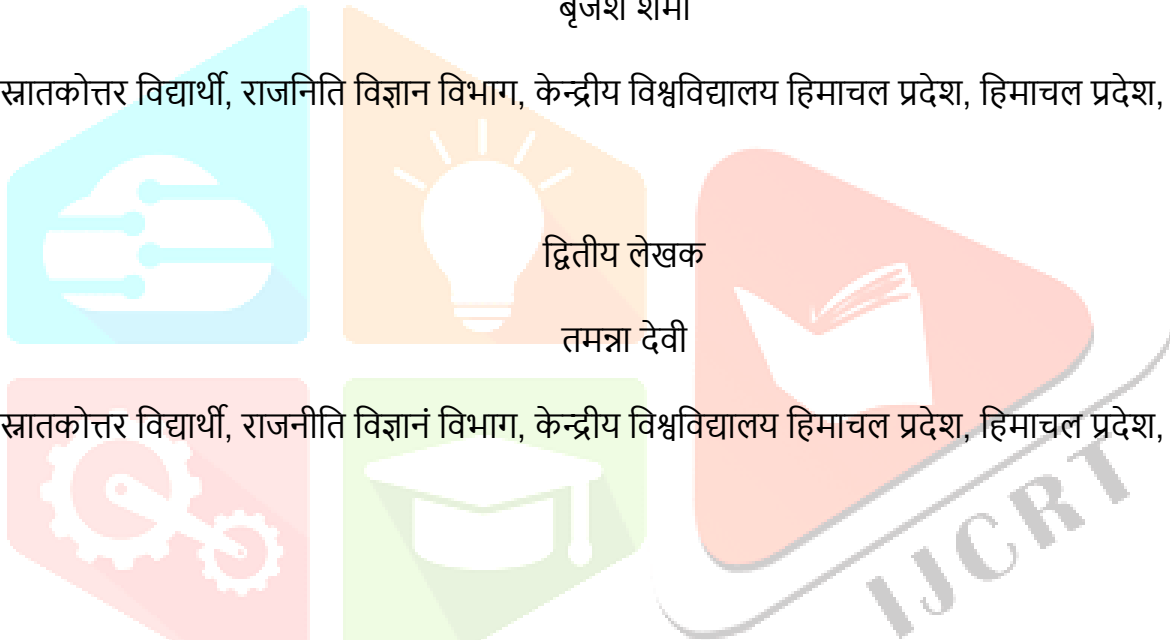 बृजेश शर्मा
स्नातकोत्तर विद्यार्थी, राजनिति विज्ञान विभाग, केन्द्रीय विश्वविद्यालय हिमाचल प्रदेश, हिमाचल प्रदेश,
द्वितीय लेखक
तमन्ना देवी
स्नातकोत्तर विद्यार्थी, राजनीति विज्ञानं विभाग, केन्द्रीय विश्वविद्यालय हिमाचल प्रदेश, हिमाचल प्रदेश,
IJCRT